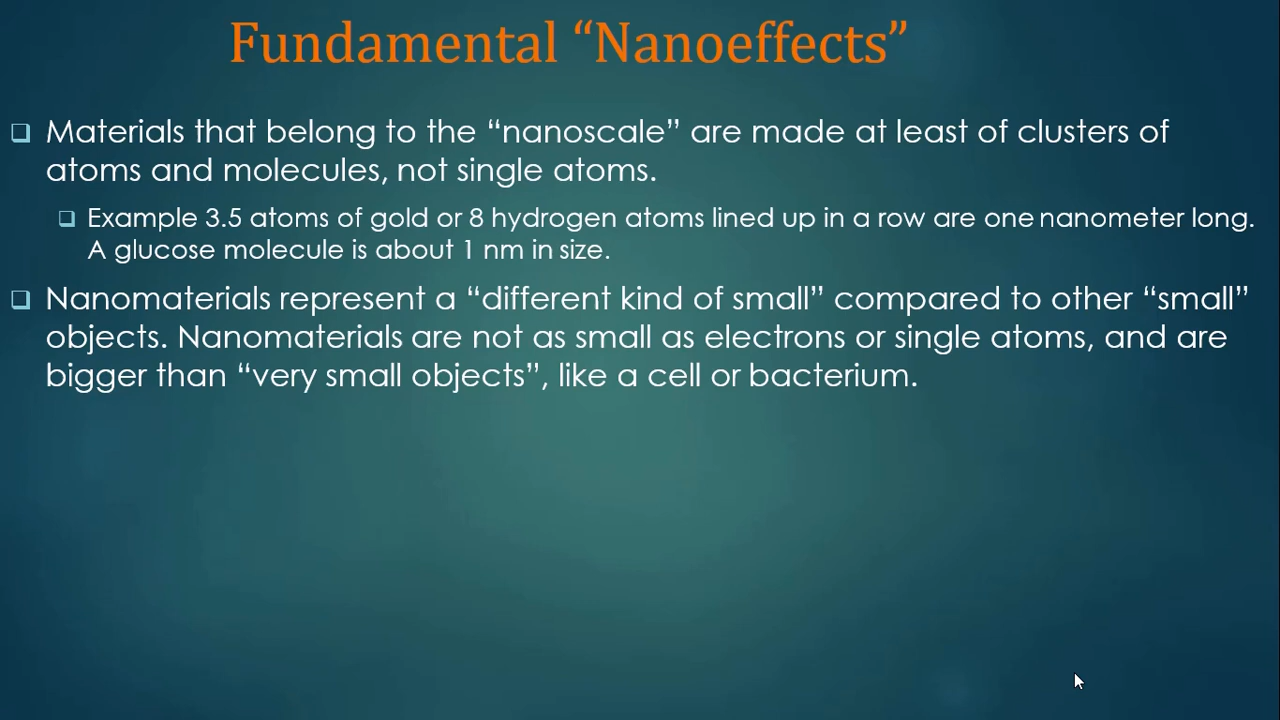 Fundamental “Nanoeffects”
Materials that belong to the “nanoscale” are made at least of clusters of
atoms and molecules, not single atoms.
Example 3.5 atoms of gold or 8 hydrogen atoms lined up in a row are one nanometer long.
A glucose molecule is about 1 nm in size.
Nanomaterials represent a “different kind of small” compared to other “small”
objects. Nanomaterials are not as small as electrons or single atoms, and are
bigger than “very small objects”, like a cell or bacterium.